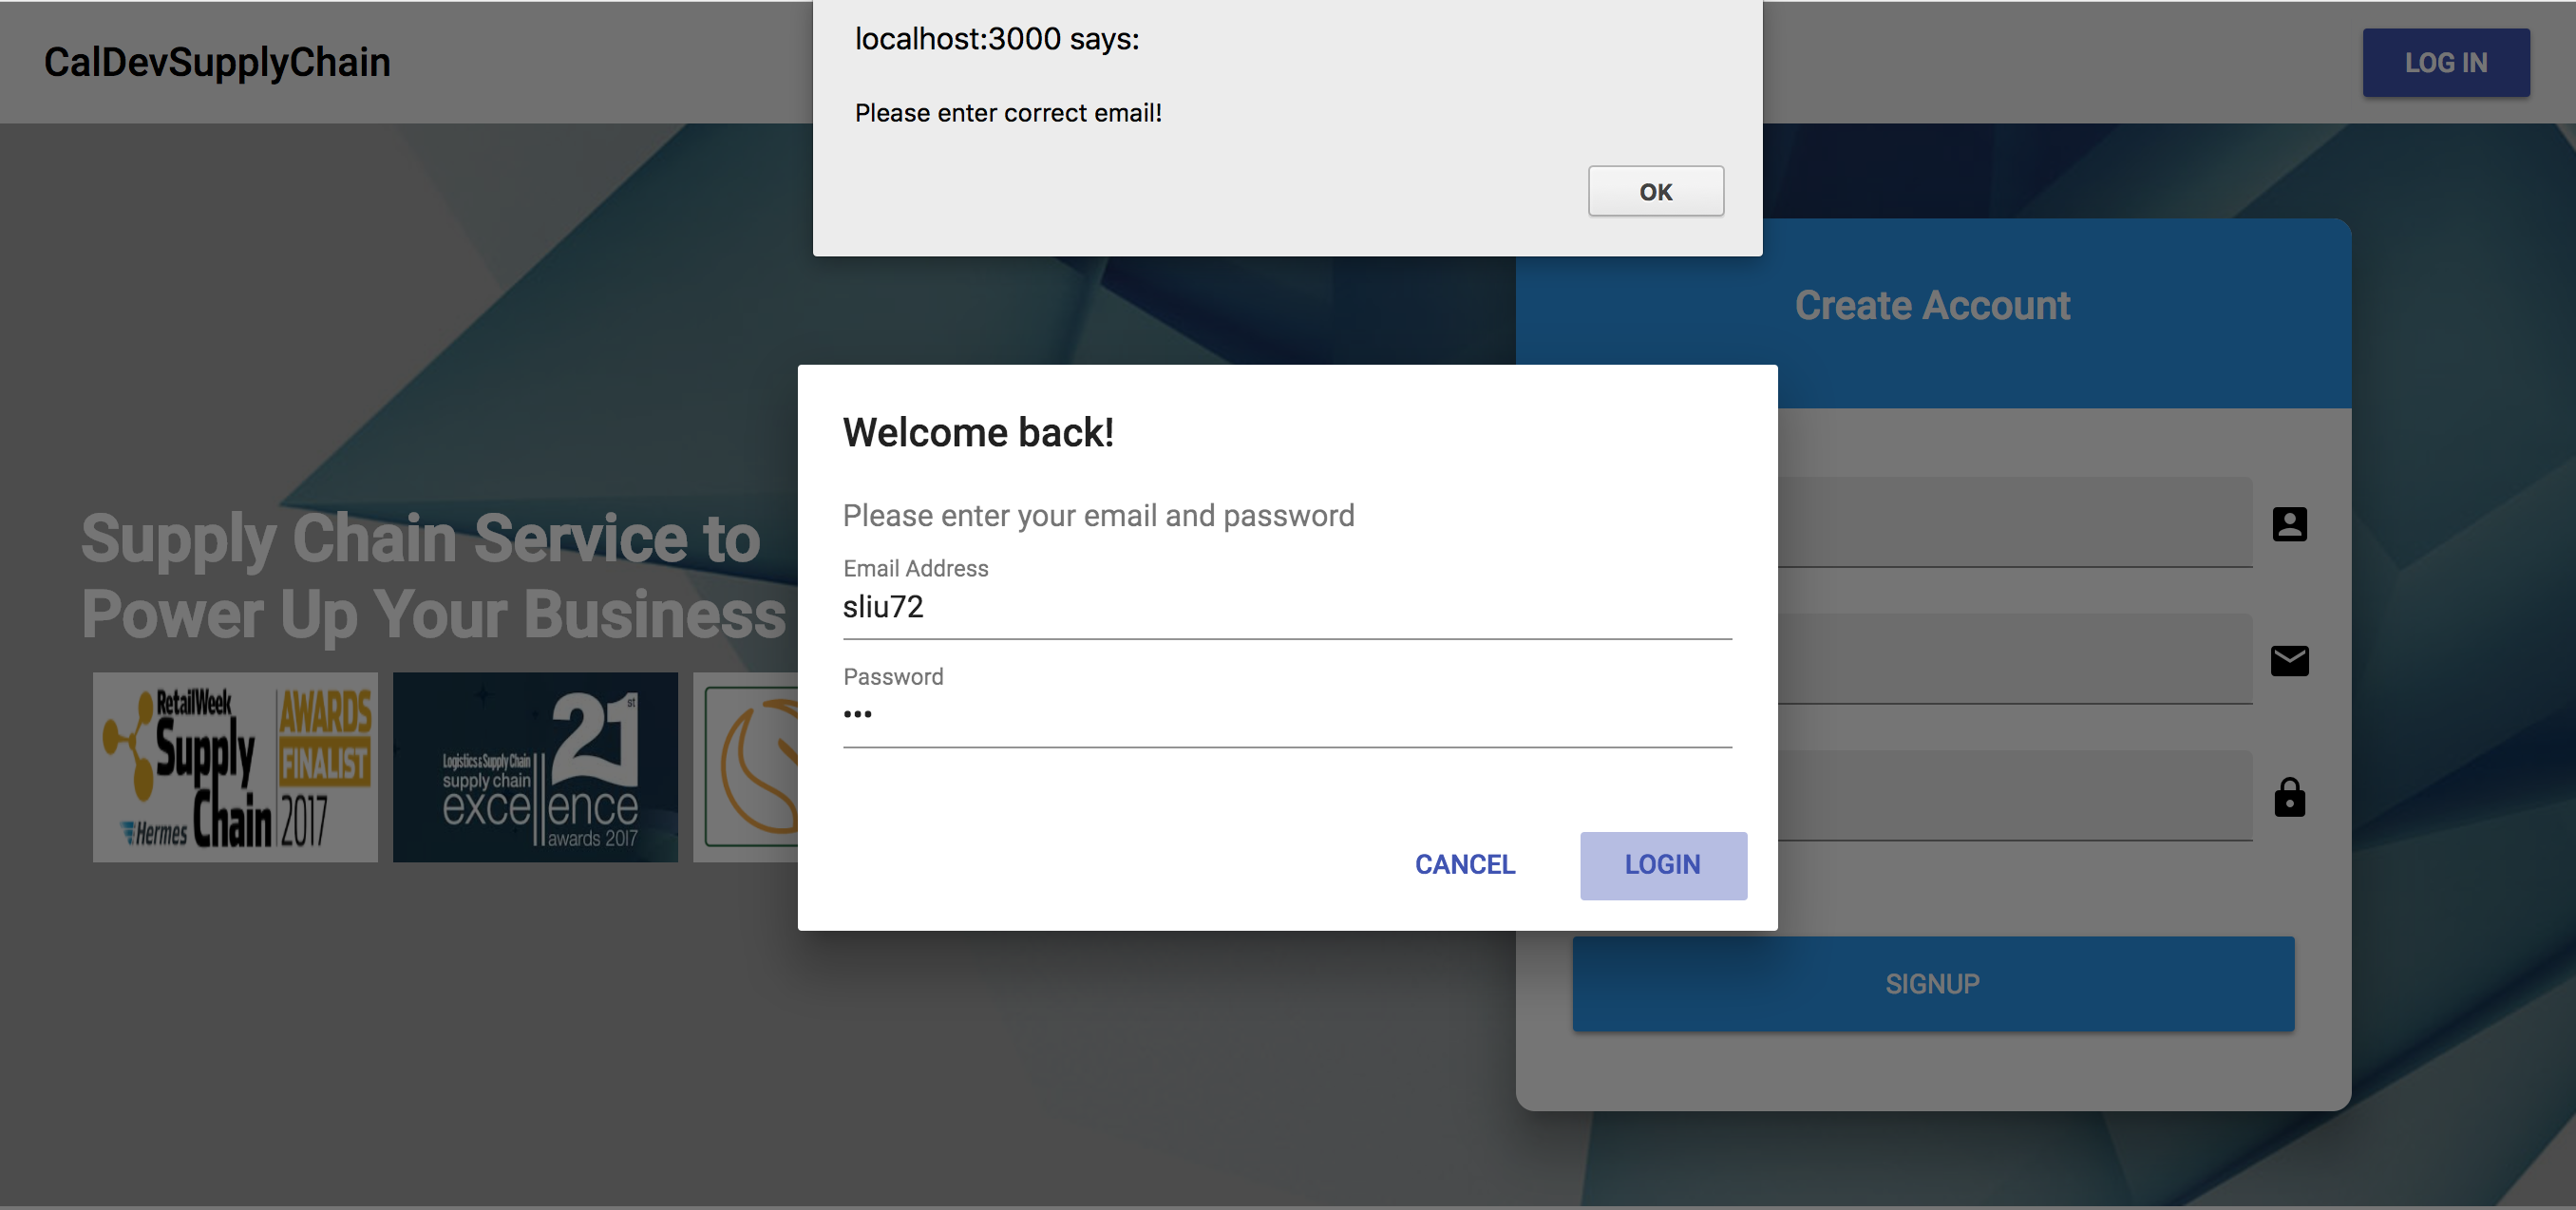 CalDevSupplyChain
localhost:3000 says:
Please enter correct email!
OK
LOG IN
Create Account
Welcome back!
Please enter your email and password
Email Address
sliu72
Password
•••
CANCEL
LOGIN
Supply Chain Service to
Power Up Your Business
RetailWeek
Supply
Chain
Hermes
AWARDS
FINALIST
2017
21st
Logistics & Supply Chain
supply chain
excellence
awards 2017
SIGNUP